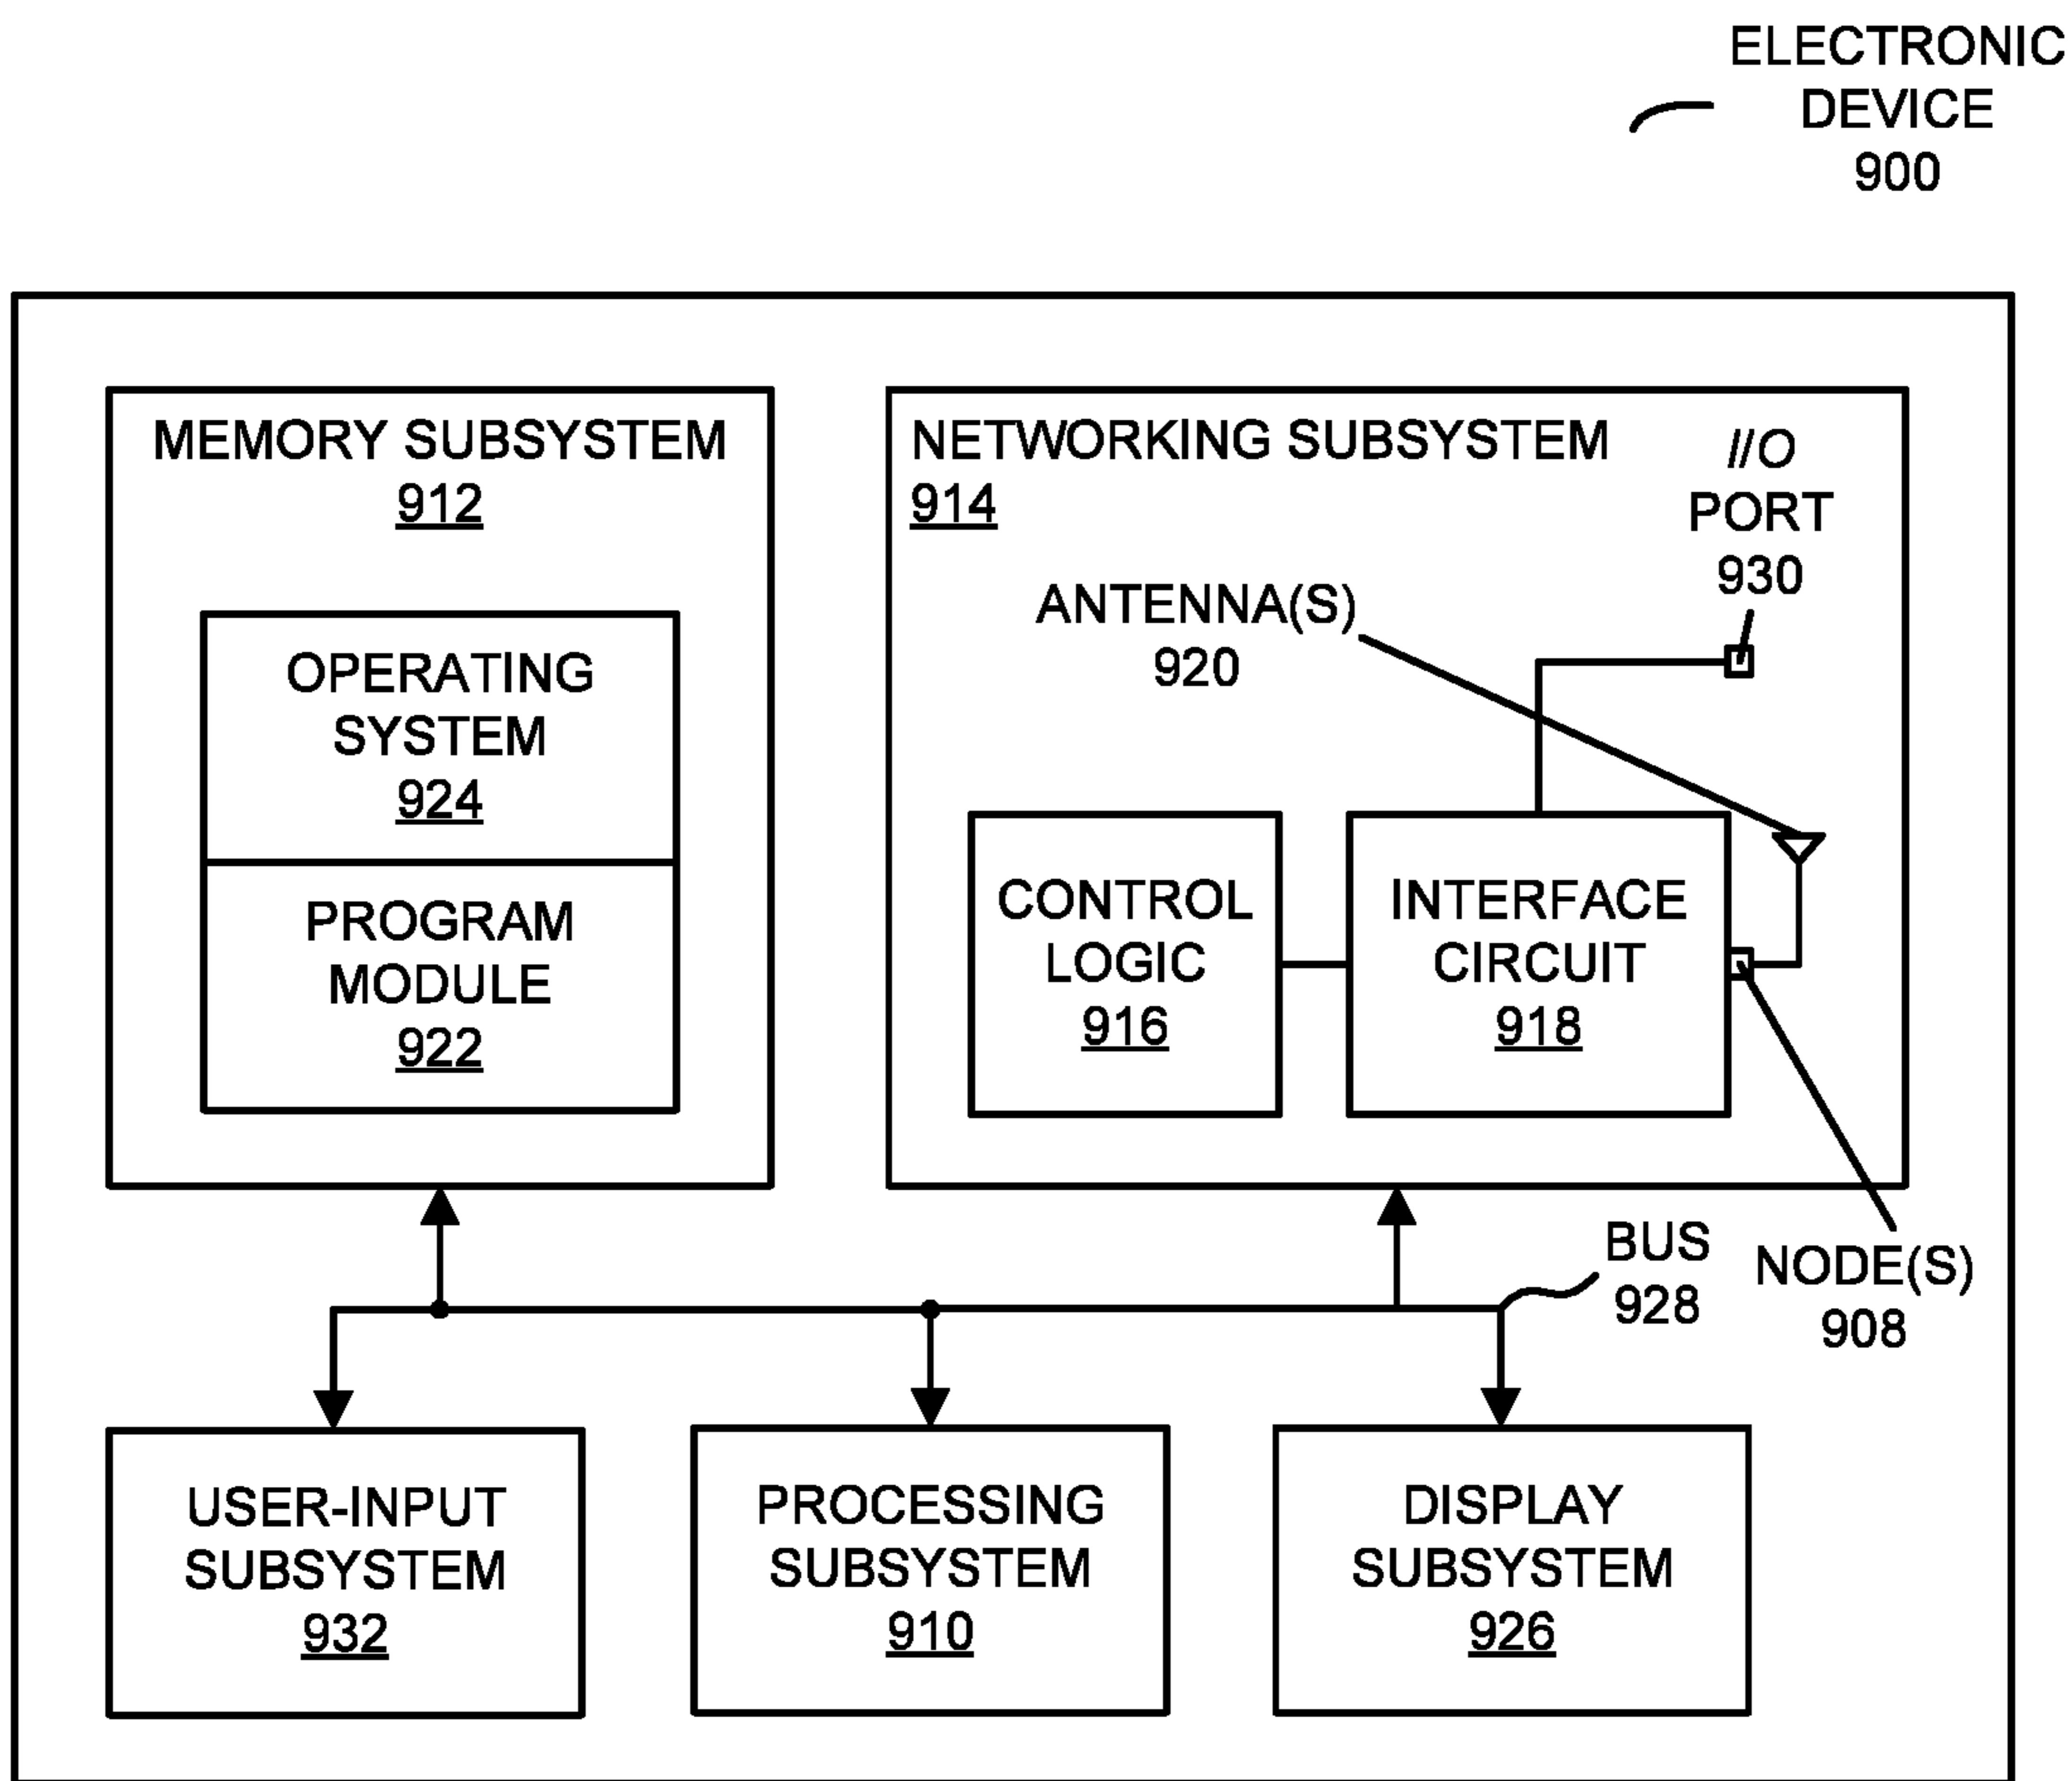 ELECTRONIC
DEVICE
900
MEMORY SUBSYSTEM
912
OPERATING
SYSTEM
924
PROGRAM
MODULE
922
NETWORKING SUBSYSTEM
914
I/O
PORT
930
ANTENNA(S)
920
CONTROL
LOGIC
916
INTERFACE
CIRCUIT
918
BUS
928
NODE(S)
908
USER-INPUT
SUBSYSTEM
932
PROCESSING
SUBSYSTEM
910
DISPLAY
SUBSYSTEM
926